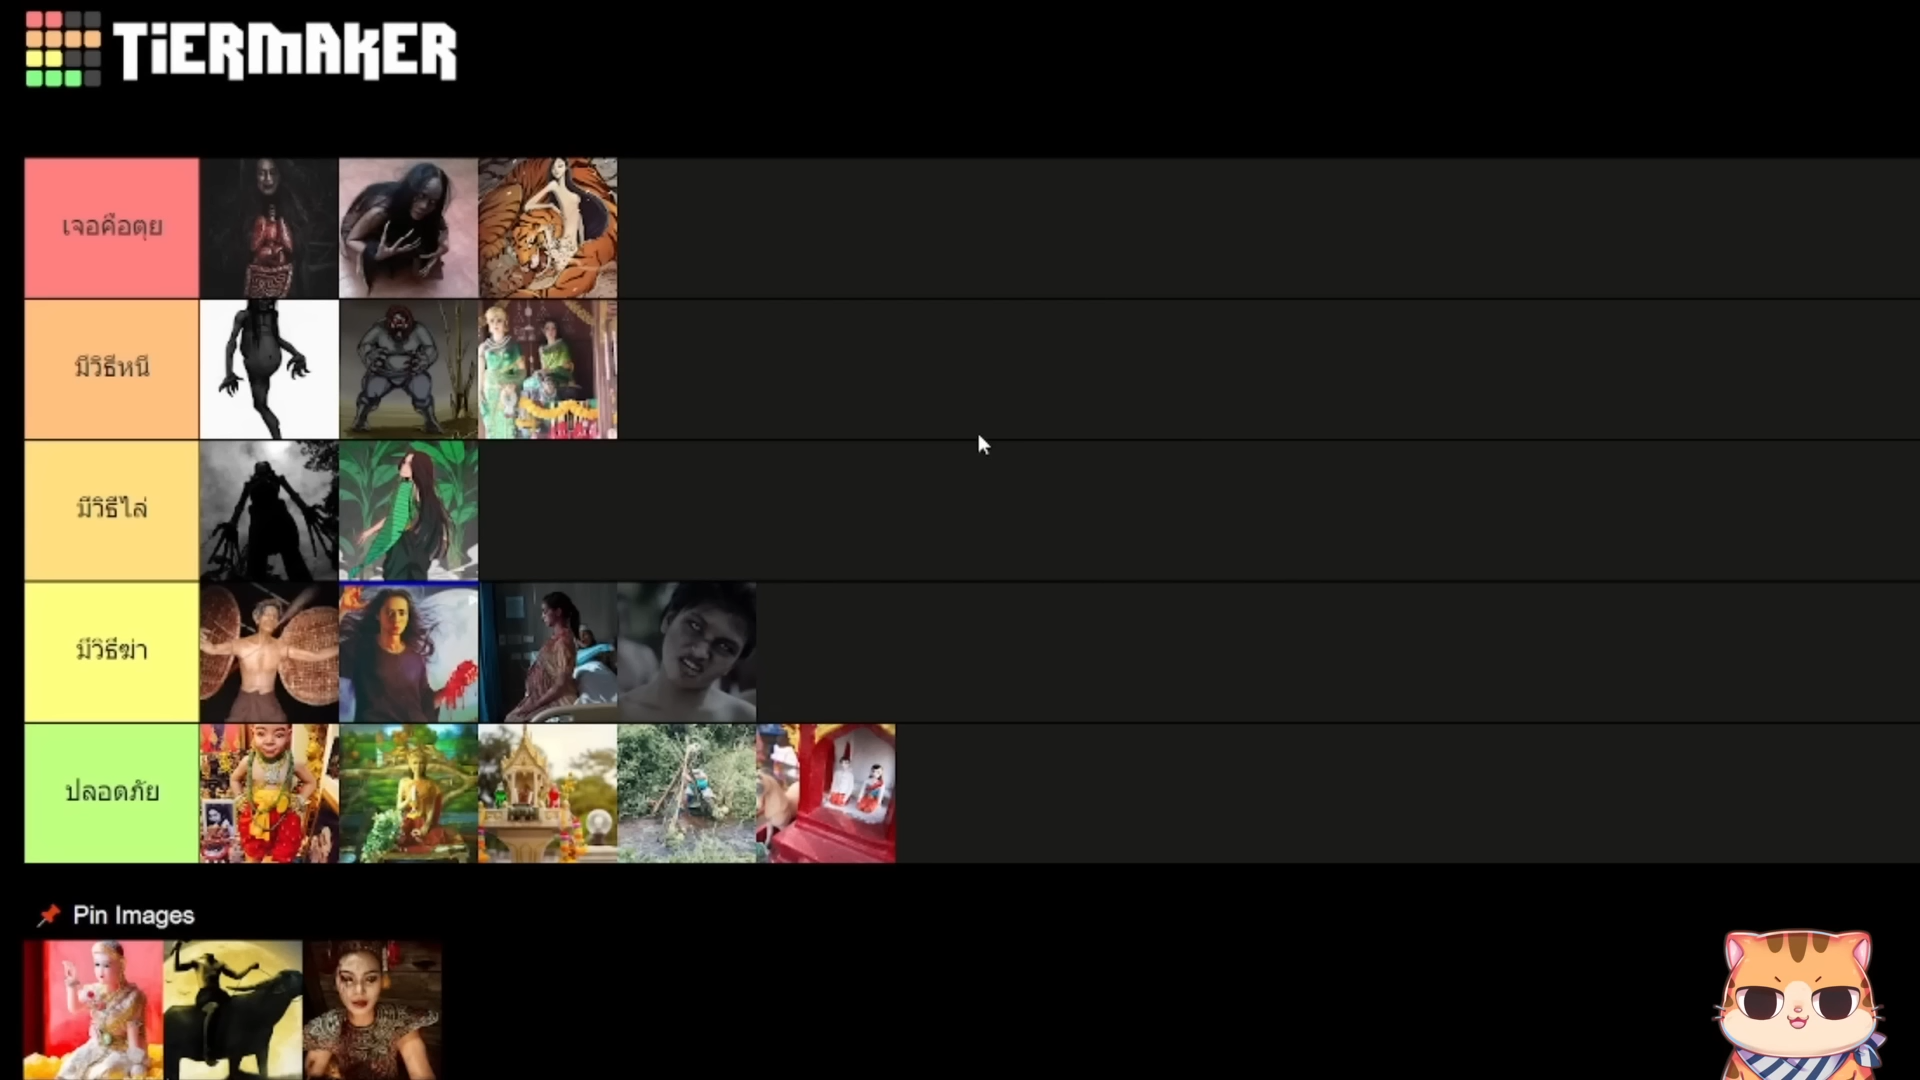 TiERMAKER
เจอคือตุย
มีวิธีหนี
มีวิธีไล่
มีวิธีฆ่า
ปลอดภัย
Pin Images